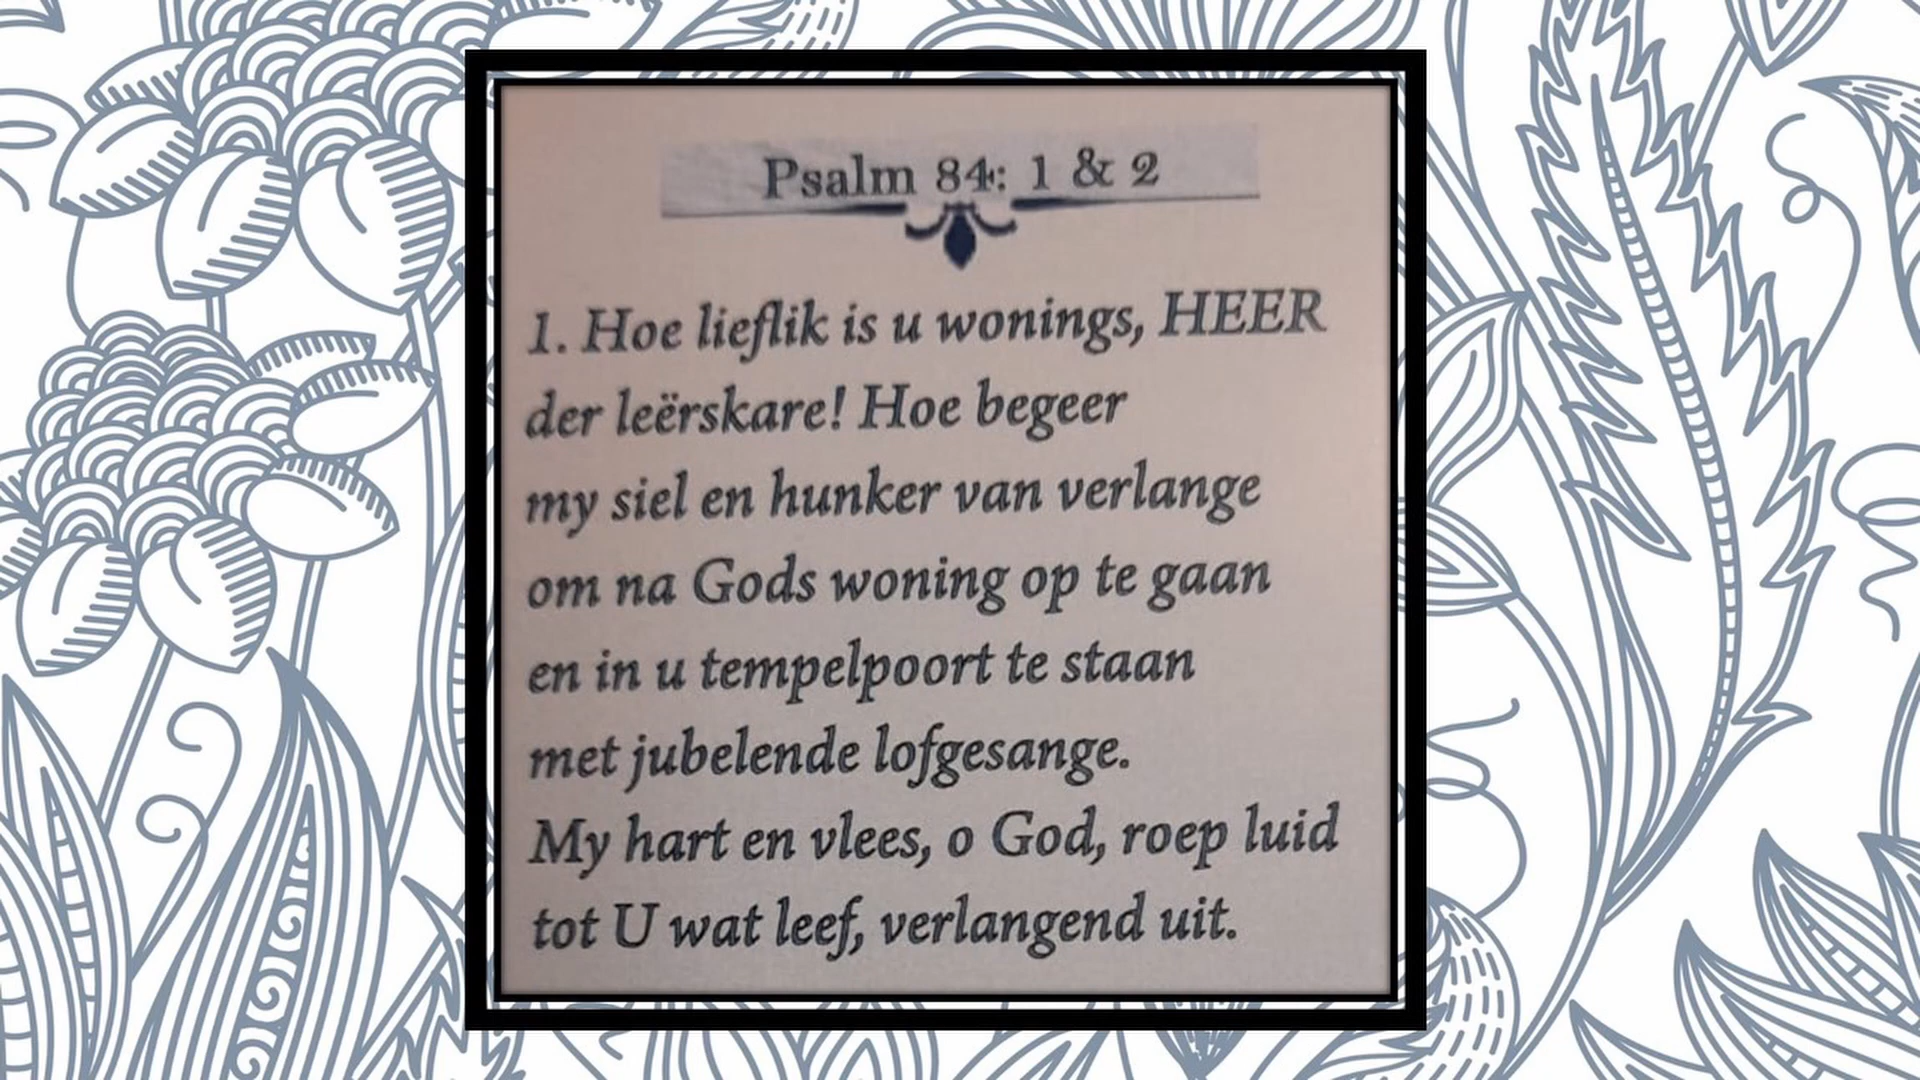 Psalm 84: 1 & 2
1. Hoe lieflik is u wonings, HEER
der leërskare! Hoe begeer
my siel en hunker van verlange
om na Gods woning op te gaan
en in u tempelpoort te staan
met jubelende lofgesange.
My hart en vlees, o God, roep luid
tot U wat leef, verlangend uit.